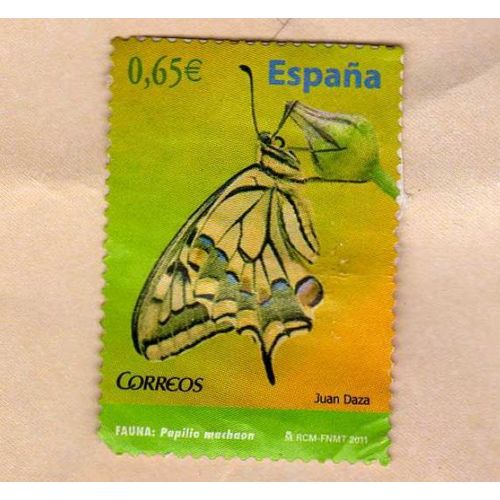 0,65€ España
CORREOS
Juan Daza
FAUNA: Papilio machaon RCM-FNMT 2011